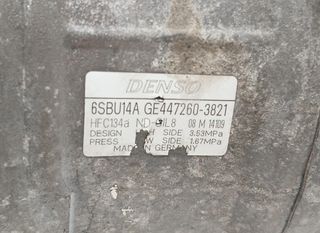 DENSO
6SBU14A GE447260-3821
HFC134a ND- IL8 08 M 14109
DESIGN SIDE 3.53MPa
PRESS SIDE 1.67MPa
MADE IN GERMANY